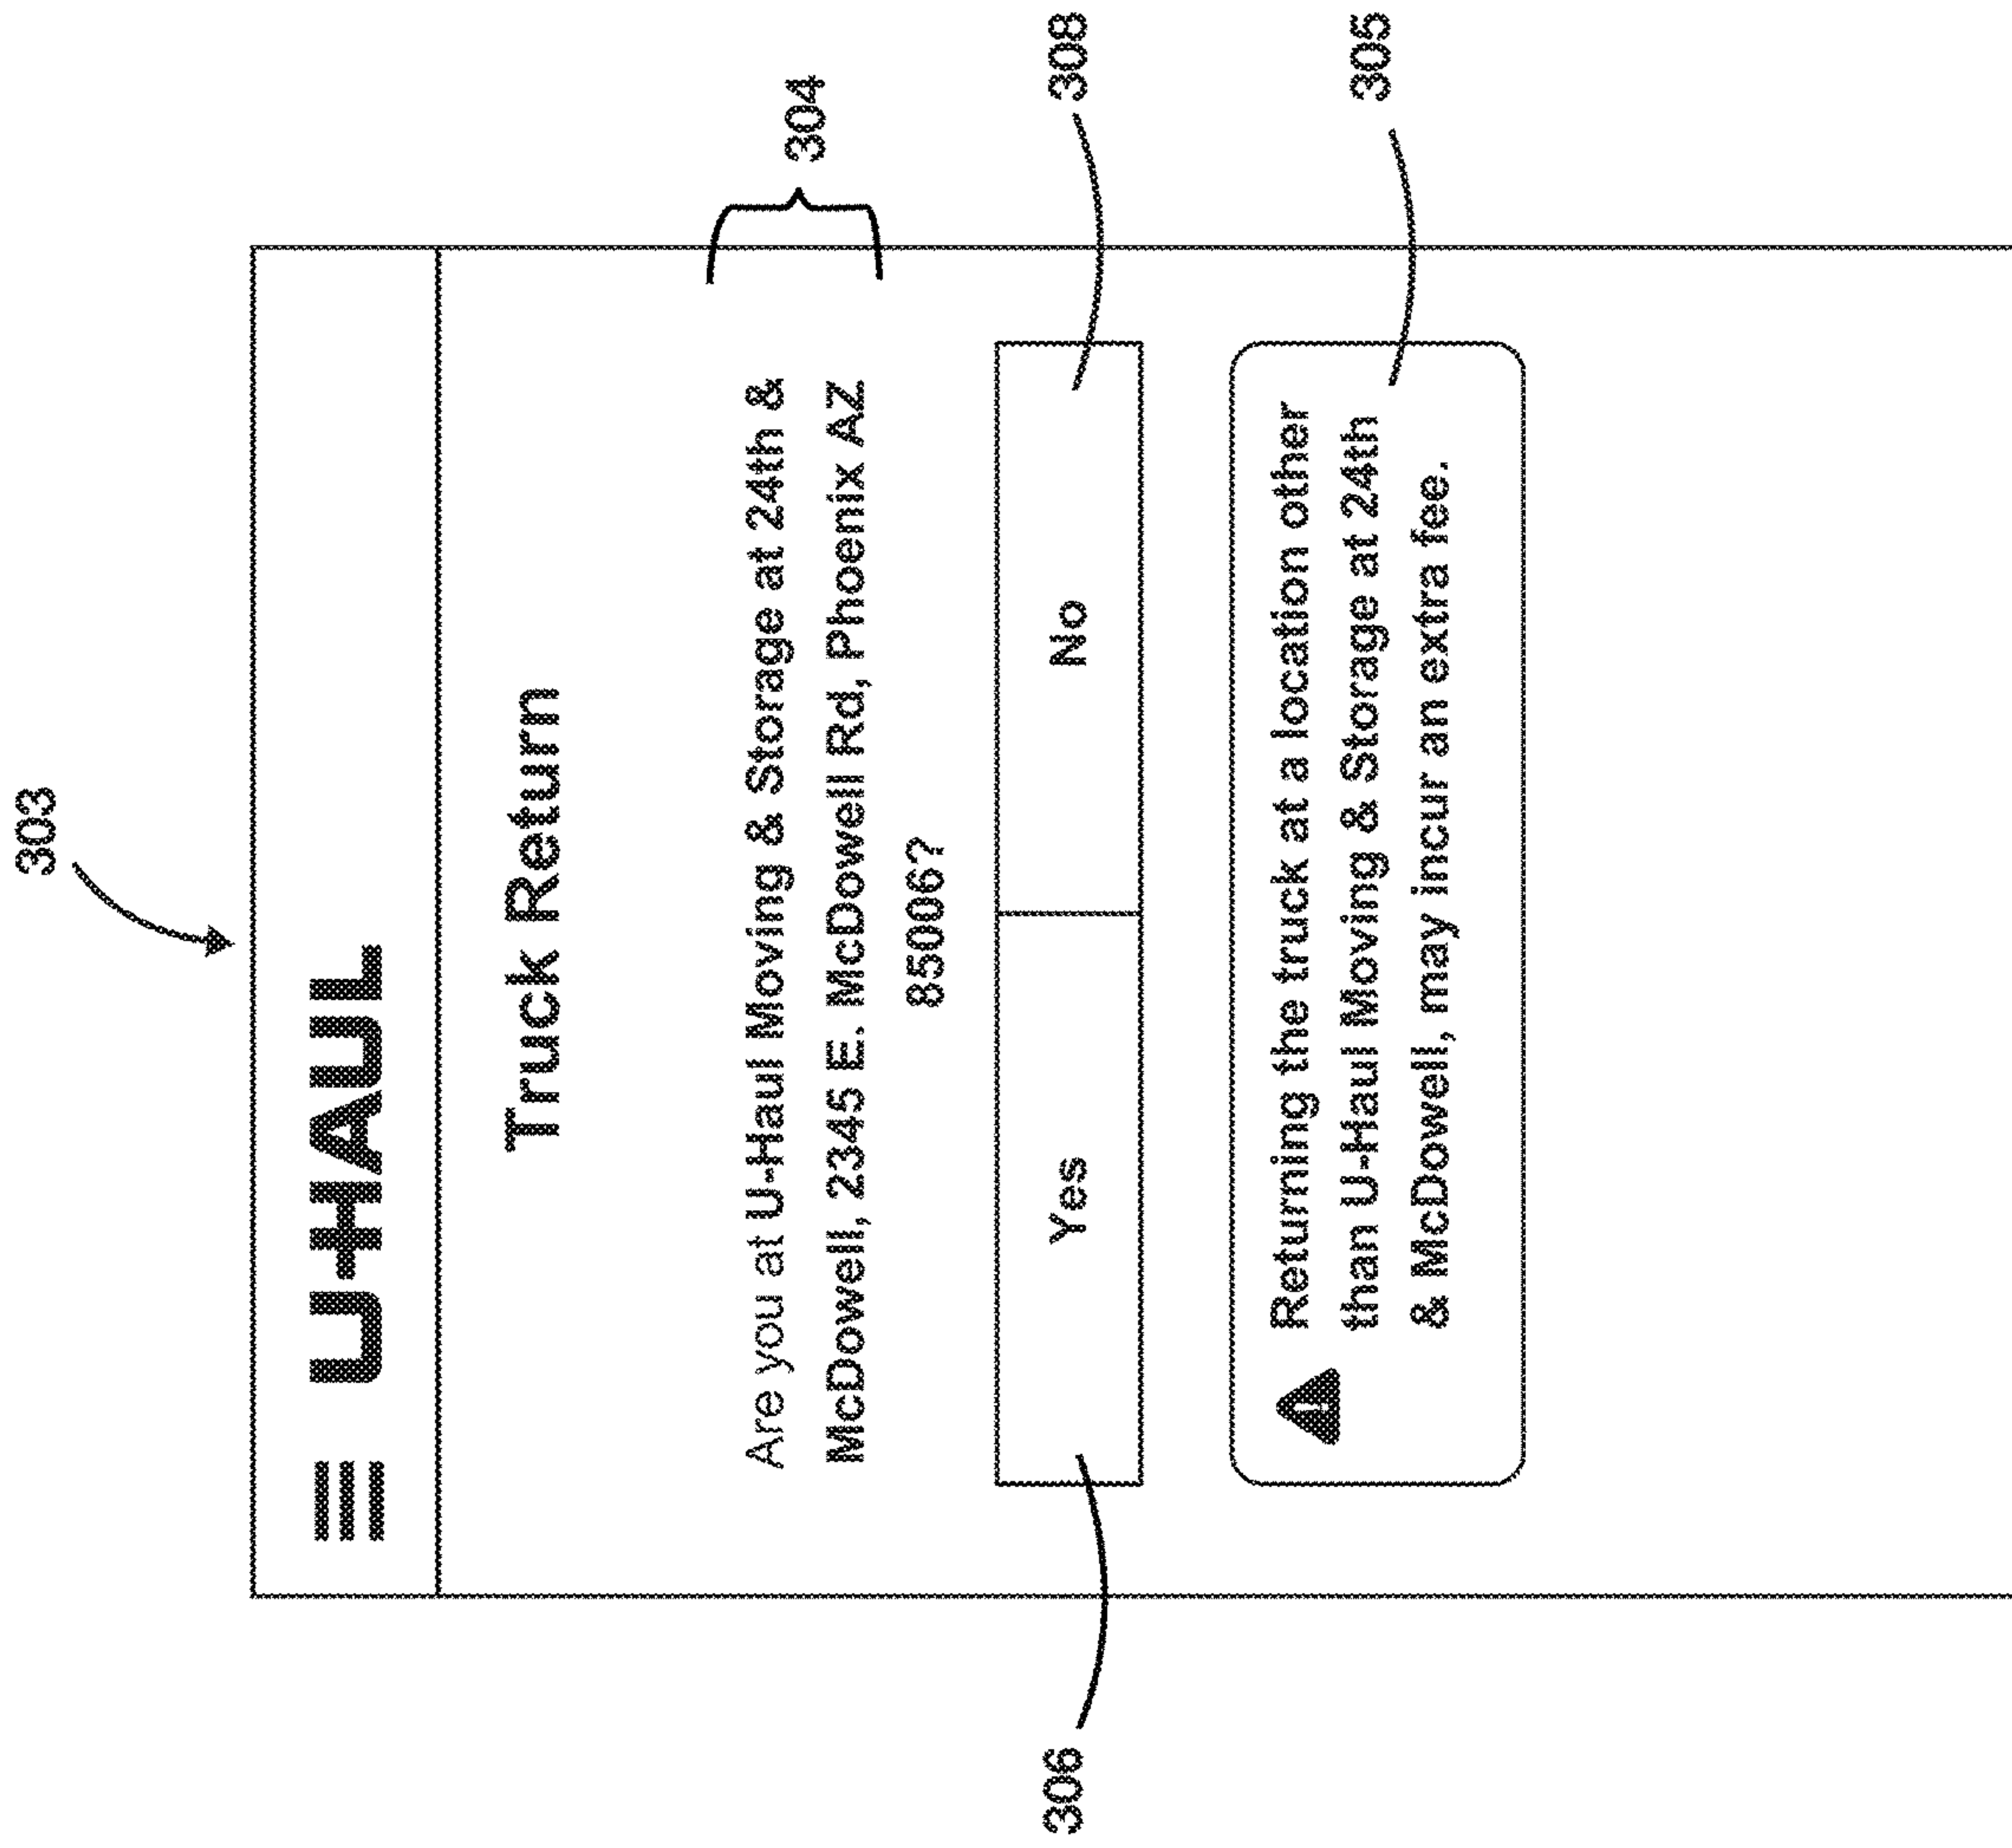 303
U-HAUL
Truck Return
304
Are you at U-Haul Moving & Storage at 24th &
McDowell, 2345 E. McDowell Rd, Phoenix AZ
85006?
306
Yes
No
308
Returning the truck at a location other
than U-Haul Moving & Storage at 24th
& McDowell, may incur an extra fee.
305